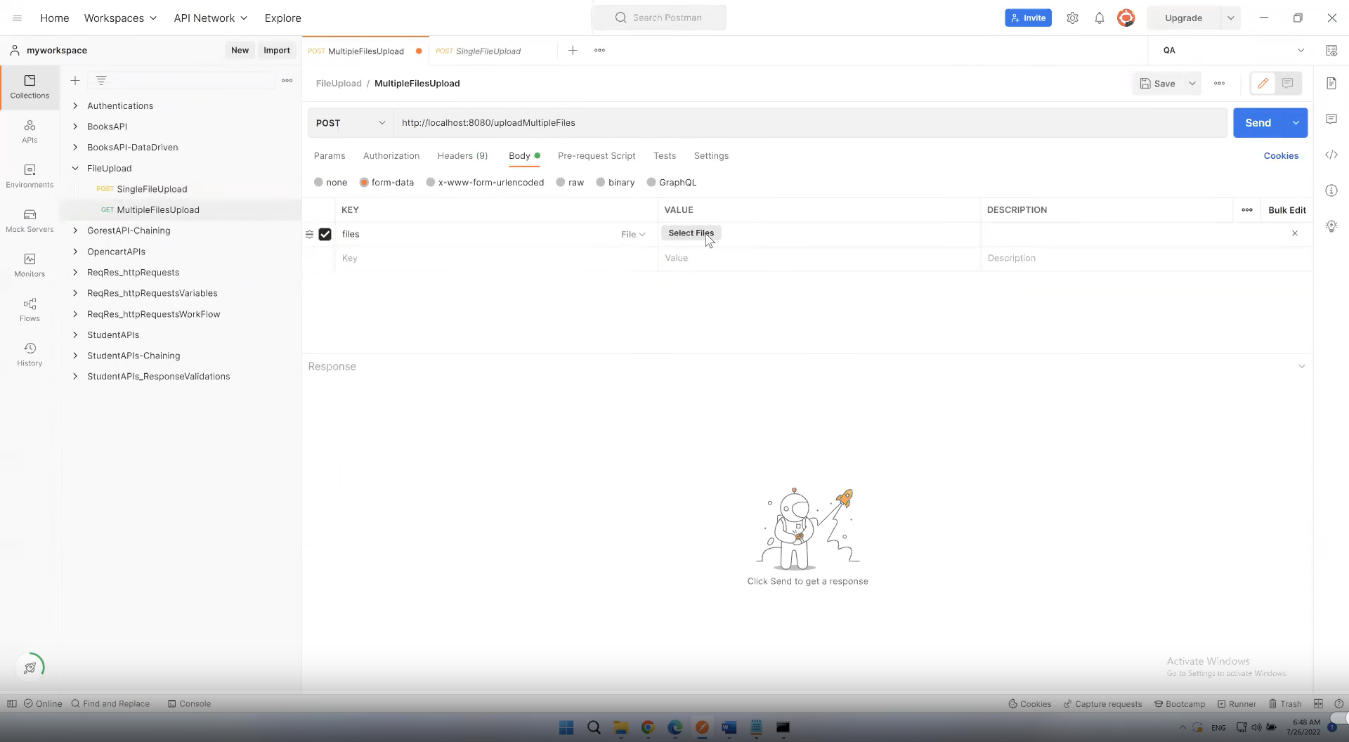 Home Workspaces API Network Explore Search Postman Invite Upgrade
myworkspace New Import POST MultipleFilesUpload POST SingleFileUpload QA
Collections
APIs
Environments
Mock Servers
Monitors
Flows
History
Authentications
BooksAPI
BooksAPI-DataDriven
FileUpload
POST SingleFileUpload
GET MultipleFilesUpload
GorestAPI-Chaining
OpencartAPIs
ReqRes_httpRequests
ReqRes_httpRequestsVariables
ReqRes_httpRequestsWorkFlow
StudentAPIs
StudentAPIs-Chaining
StudentAPIs_ResponseValidations
FileUpload / MultipleFilesUpload Save
POST http://localhost:8080/uploadMultipleFiles Send
Params Authorization Headers (9) Body Pre-request Script Tests Settings Cookies
none form-data x-www-form-urlencoded raw binary GraphQL
KEY VALUE DESCRIPTION Bulk Edit
files File Select Files
Key Value Description
Response
Click Send to get a response
Activate Windows
Go to Settings to activate Windows.
Online Find and Replace Console Cookies Capture requests Bootcamp Runner Trash
ENG 6:48 AM
7/26/2022